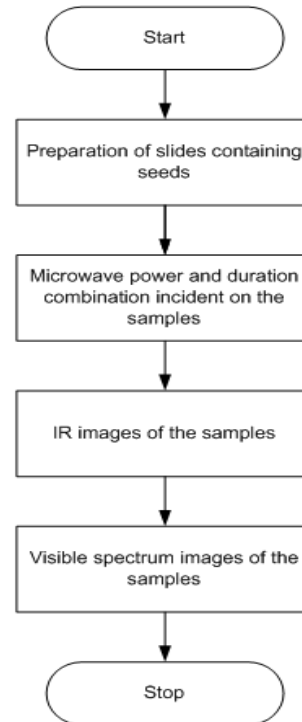 Start
Preparation of slides containing
seeds
Microwave power and duration
combination incident on the
samples
IR images of the samples
Visible spectrum images of the
samples
Stop